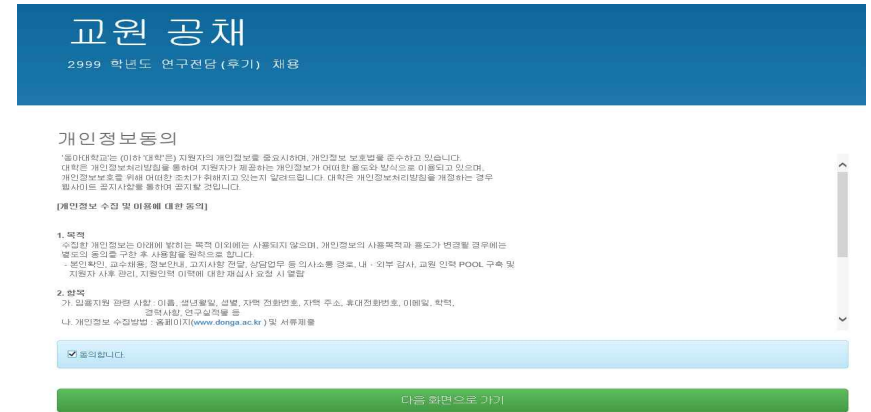 교원 공채
2999 학년도 연구전담(후기) 채용
개인정보동의
'동아대학교'는 (이하 '대학'은) 지원자의 개인정보를 중요시하며, 개인정보 보호법을 준수하고 있습니다.
대학은 개인정보처리방침을 통하여 지원자가 제공하는 개인정보가 어떠한 용도와 방식으로 이용되고 있으며,
개인정보보호를 위해 어떠한 조치가 취해지고 있는지 알려드립니다. 대학은 개인정보처리방침을 개정하는 경우
웹사이트 공지사항을 통하여 공지할 것입니다.
[개인정보 수집 및 이용에 대한 동의]
1. 목적
수집한 개인정보는 아래에 밝히는 목적 이외에는 사용되지 않으며, 개인정보의 사용목적과 용도가 변경될 경우에는
별도의 동의를 구한 후 사용함을 원칙으로 합니다.
- 본인확인, 교수채용, 정보안내, 고지사항 전달, 상담업무 등 의사소통 경로, 내 - 외부 감사, 교원 인력 POOL 구축 및
지원자 사후 관리, 지원인력 이력에 대한 재심사 요청 시 열람
2. 항목
가. 임용지원 관련 사항 : 이름, 생년월일, 성별, 자택 전화번호, 자택 주소, 휴대전화번호, 이메일, 학력,
경력사항, 연구실적물 등
나. 개인정보 수집방법 : 홈페이지(www.donga.ac.kr ) 및 서류제출
동의합니다.
다음 화면으로 가기